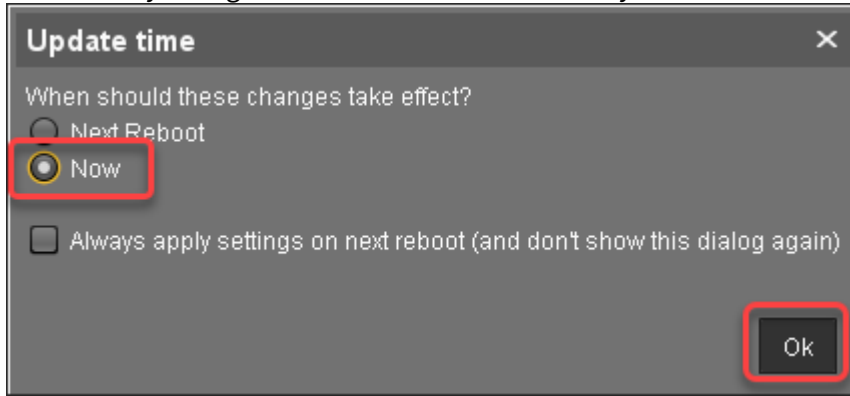 Update time
When should these changes take effect?
Next Reboot
Now
Always apply settings on next reboot (and don't show this dialog again)
Ok